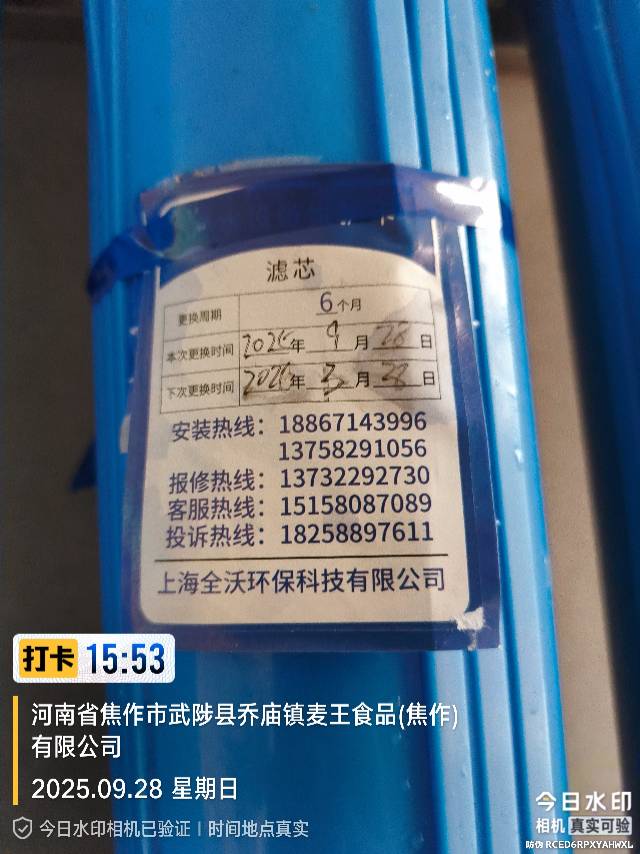 滤芯
更换周期 6个月
本次更换时间 2025年 9月 28日
下次更换时间 年 3月 28日
安装热线：18867143996
13758291056
报修热线：13732292730
客服热线：15158087089
投诉热线：18258897611
上海全沃环保科技有限公司
打卡 15:53
河南省焦作市武陟县乔庙镇麦王食品(焦作)
有限公司
2025.09.28 星期日
今日水印相机已验证 | 时间地点真实
今日水印
相机 真实可验
防伪 RCED6RPXYAHWXL